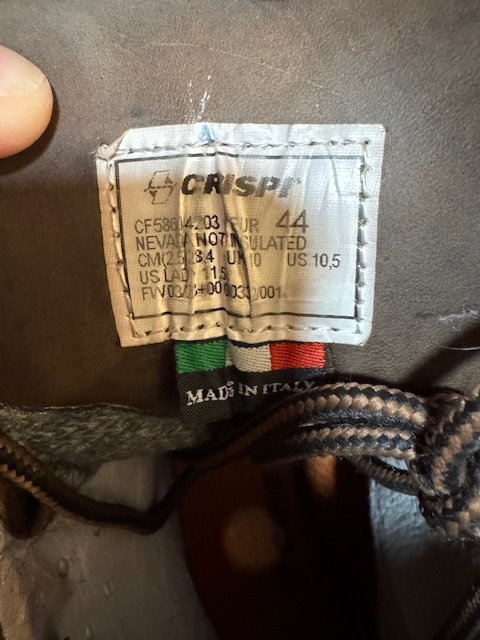 CRISPI
EUR 44
NEVADA NOT INSULATED
UK 10 US 10,5
US LADY 11,5
MADE IN ITALY